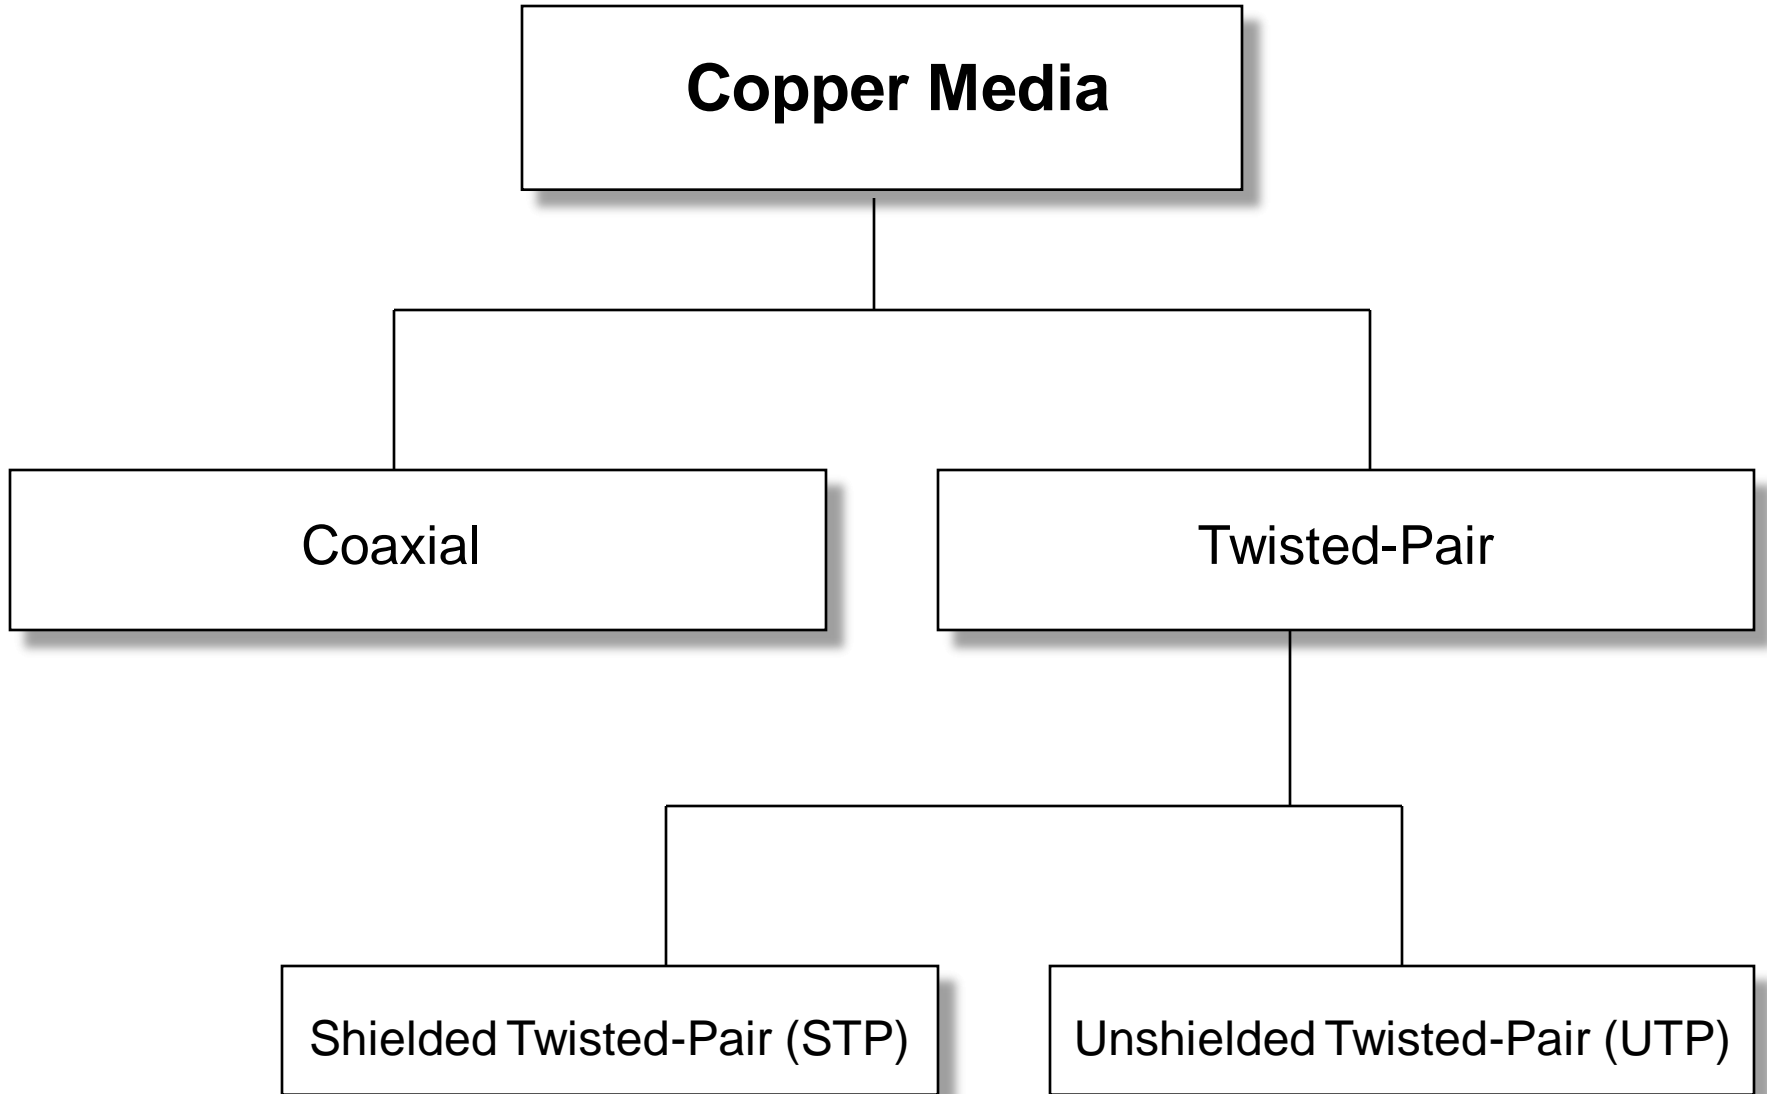 Copper Media
Coaxial
Twisted-Pair
Shielded Twisted-Pair (STP)
Unshielded Twisted-Pair (UTP)